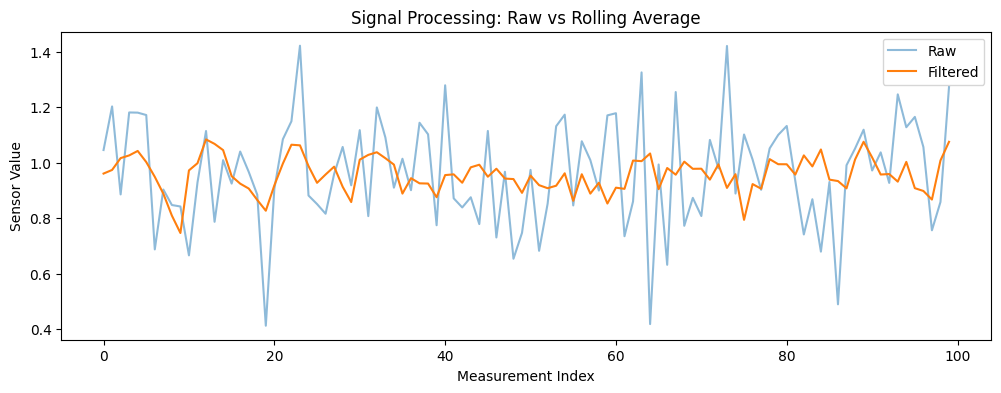 Signal Processing: Raw vs Rolling Average
Raw
Filtered
Sensor Value
1.4
1.2
1.0
0.8
0.6
0.4
0
20
40
60
80
100
Measurement Index